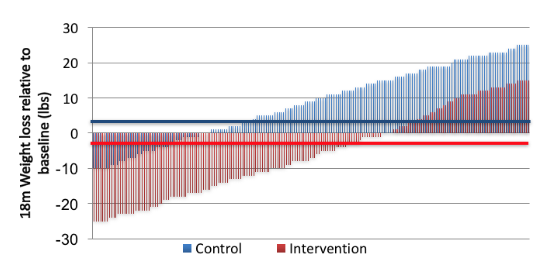 30
20
10
0
-10
-20
-30
18m Weight loss relative to
baseline (lbs)
Control
Intervention